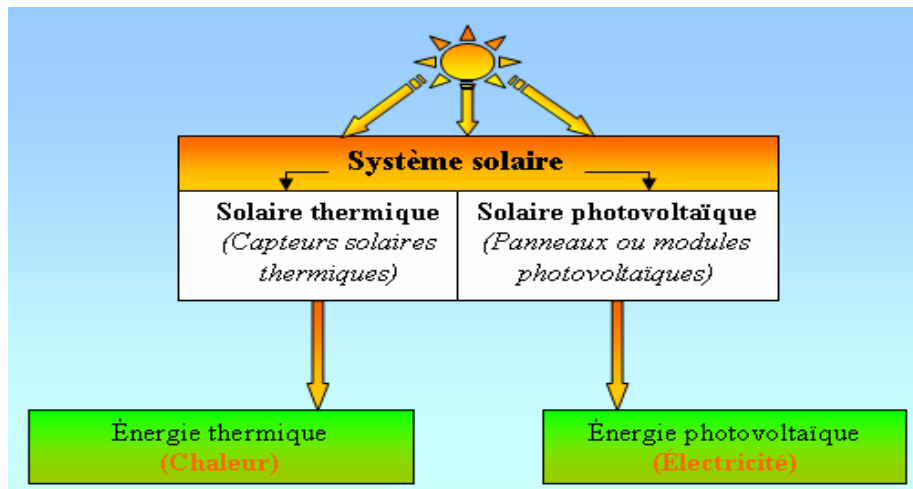 Système solaire
Solaire thermique
(Capteurs solaires
thermiques)
Solaire photovoltaïque
(Panneaux ou modules
photovoltaïques)
Énergie thermique
(Chaleur)
Énergie photovoltaïque
(Électricité)